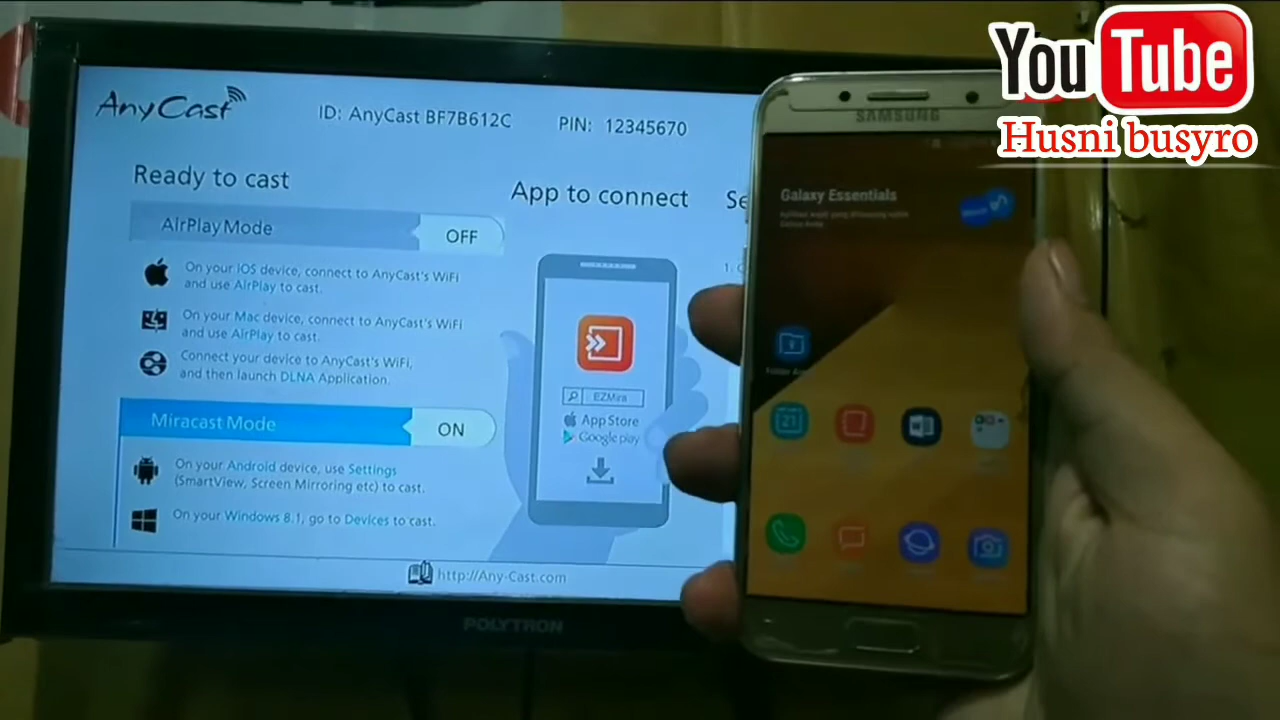 You Tube
Husni busyro
AnyCast
ID: AnyCast BF7B612C
PIN: 12345670
Ready to cast
AirPlay Mode
OFF
On your IOS device, connect to AnyCast's WiFi
and use AirPlay to cast.
On your Mac device, connect to AnyCast's WiFi
and use AirPlay to cast.
Connect your device to AnyCast's WiFi,
and then launch DLNA Application.
Miracast Mode
ON
On your Android device, use Settings
(SmartView, Screen Mirroring etc) to cast.
On your Windows 8.1, go to Devices to cast.
App to connect
EZMira
App Store
Google play
http://Any-Cast.com
POLYTRON
SAMSUNG
Galaxy Essentials